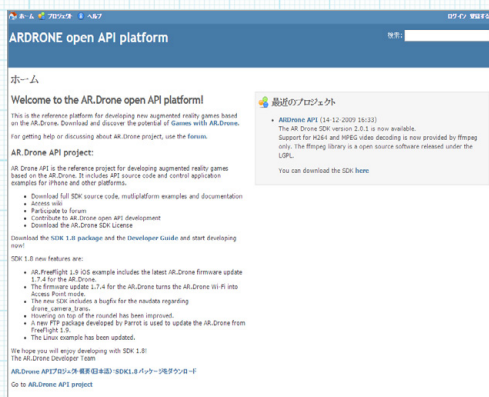 ホーム プロジェクト ヘルプ
ログイン 登録する
ARDRONE open API platform
検索:
ホーム
Welcome to the AR.Drone open API platform!
This is the reference platform for developing new augmented reality games based
on the AR.Drone. Download and discover the potential of Games with AR.Drone.
For getting help or discussing about AR.Drone project, use the forum.
AR.Drone API project:
AR Drone API is the reference project for developing augmented reality games
based on the AR.Drone. It includes API source code and control application
examples for iPhone and other platforms.
Download full SDK source code, mutliplatform examples and documentation
Access wiki
Participate to forum
Contribute to AR.Drone open API development
Download the AR.Drone SDK License
Download the SDK 1.8 package and the Developer Guide and start developing
now!
SDK 1.8 new features are:
AR.FreeFlight 1.9 iOS example includes the latest AR.Drone firmware update
1.7.4 for the AR.Drone.
The firmware update 1.7.4 for the AR.Drone turns the AR.Drone Wi-Fi into
Access Point mode.
The new SDK includes a bugfix for the navdata regarding
drone_camera_trans.
Hovering on top of the roundel has been improved.
A new FTP package developed by Parrot is used to update the AR.Drone from
FreeFlight 1.9.
The Linux example has been updated.
We hope you will enjoy developing with SDK 1.8!
The AR.Drone Developer Team
AR.Drone APIプロジェクト概要(日本語)・SDK1.8パッケージをダウンロード
Go to AR.Drone API project
最近のプロジェクト
ARDrone API (14-12-2009 16:33)
The AR Drone SDK version 2.0.1 is now available.
Support for H264 and MPEG video decoding is now provided by ffmpeg
only. The ffmpeg library is a open source software released under the
LGPL.
You can download the SDK here